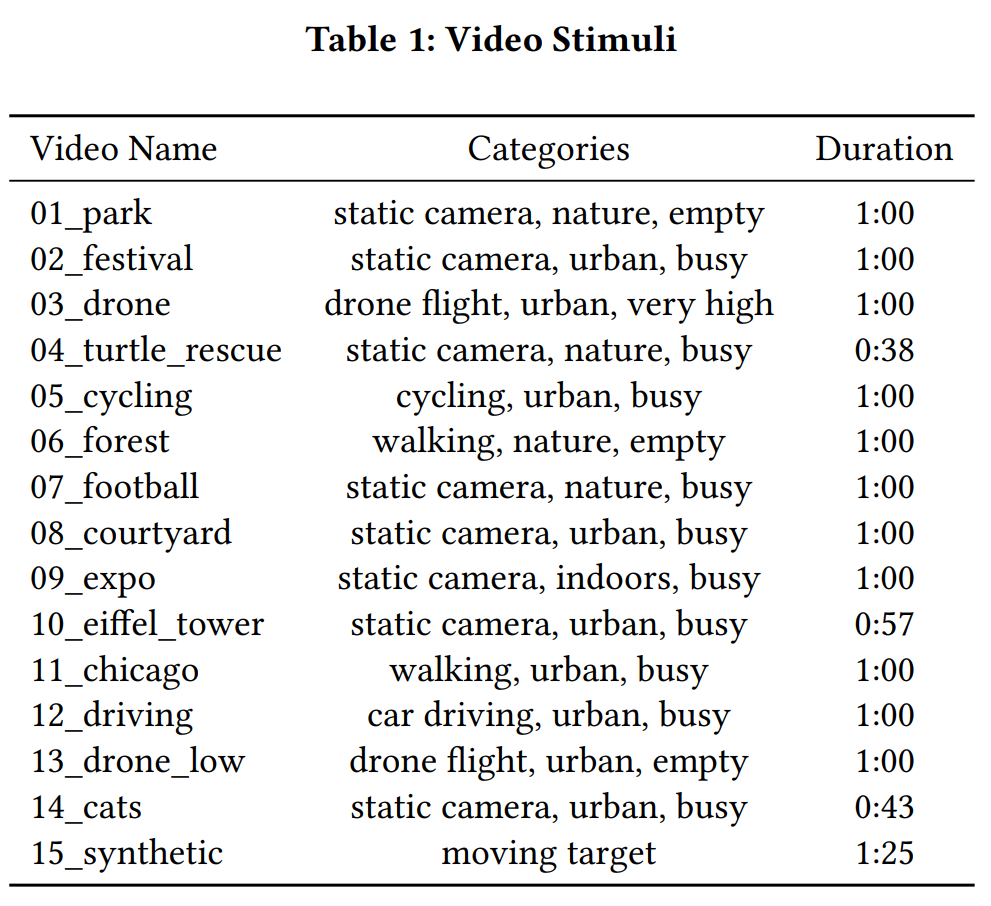 Table 1: Video Stimuli
Video Name Categories Duration
01_park static camera, nature, empty 1:00
02_festival static camera, urban, busy 1:00
03_drone drone flight, urban, very high 1:00
04_turtle_rescue static camera, nature, busy 0:38
05_cycling cycling, urban, busy 1:00
06_forest walking, nature, empty 1:00
07_football static camera, nature, busy 1:00
08_courtyard static camera, urban, busy 1:00
09_expo static camera, indoors, busy 1:00
10_eiffel_tower static camera, urban, busy 0:57
11_chicago walking, urban, busy 1:00
12_driving car driving, urban, busy 1:00
13_drone_low drone flight, urban, empty 1:00
14_cats static camera, urban, busy 0:43
15_synthetic moving target 1:25